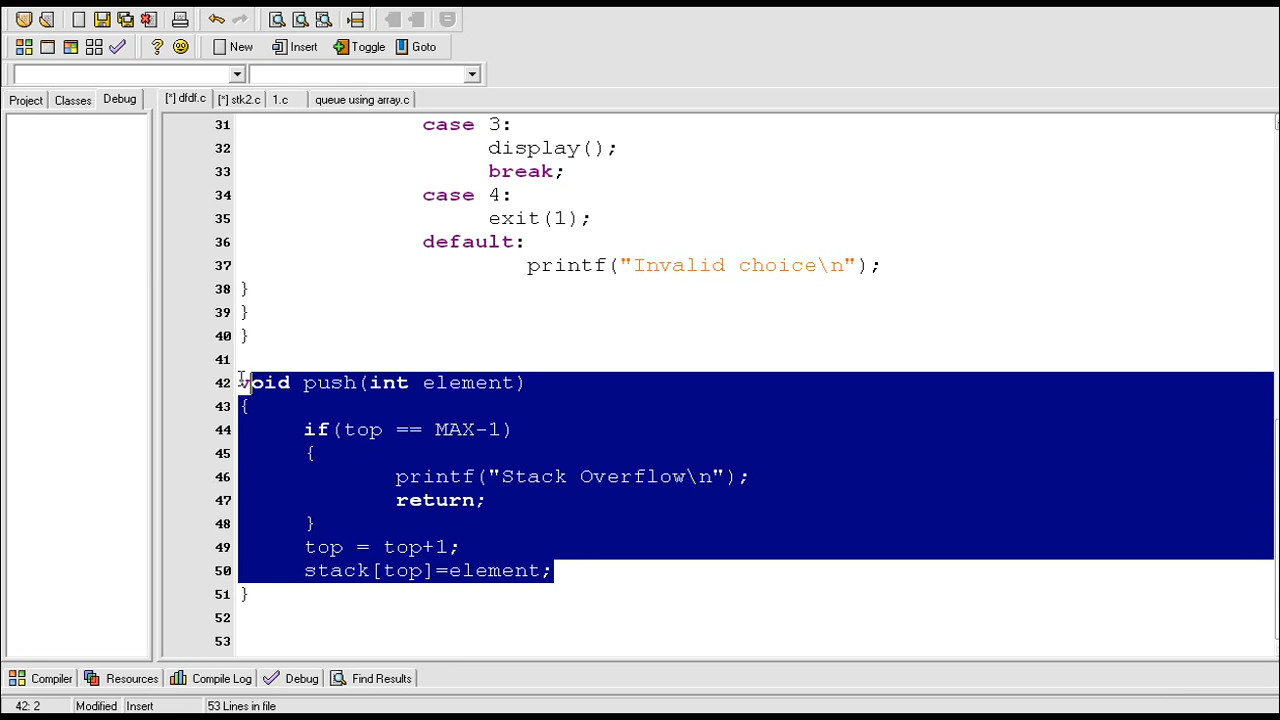 New Insert Toggle Goto
Project Classes Debug [*] dfdf.c [*] stk2.c 1.c queue using array.c
31 case 3:
32 display();
33 break;
34 case 4:
35 exit(1);
36 default:
37 printf("Invalid choice\n");
38 }
39 }
40 }
41
42 void push(int element)
43 {
44 if(top == MAX-1)
45 {
46 printf("Stack Overflow\n");
47 return;
48 }
49 top = top+1;
50 stack[top]=element;
51 }
52
53
Compiler Resources Compile Log Debug Find Results
42: 2 Modified Insert 53 Lines in file